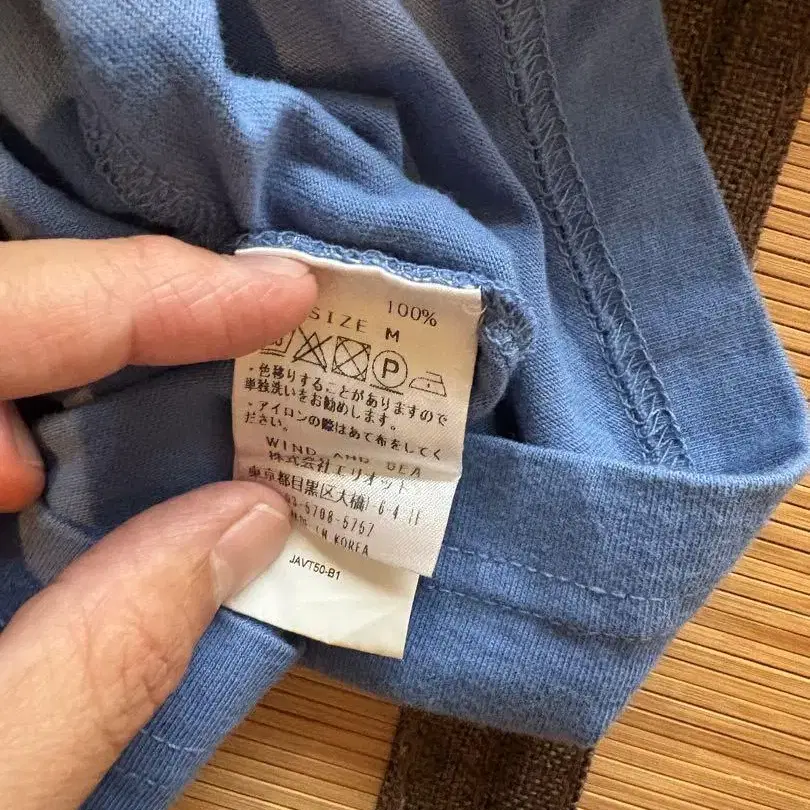 100%
SIZE M
P
・色移りすることがありますので
単独洗いをお勧めします。
・アイロンの際はあて布をしてく
ださい。
WIND AND SEA
株式会社エリオット
東京都目黒区大橋1-6-4 1F
03-5708-5757
MADE IN KOREA
JAVT50-B1